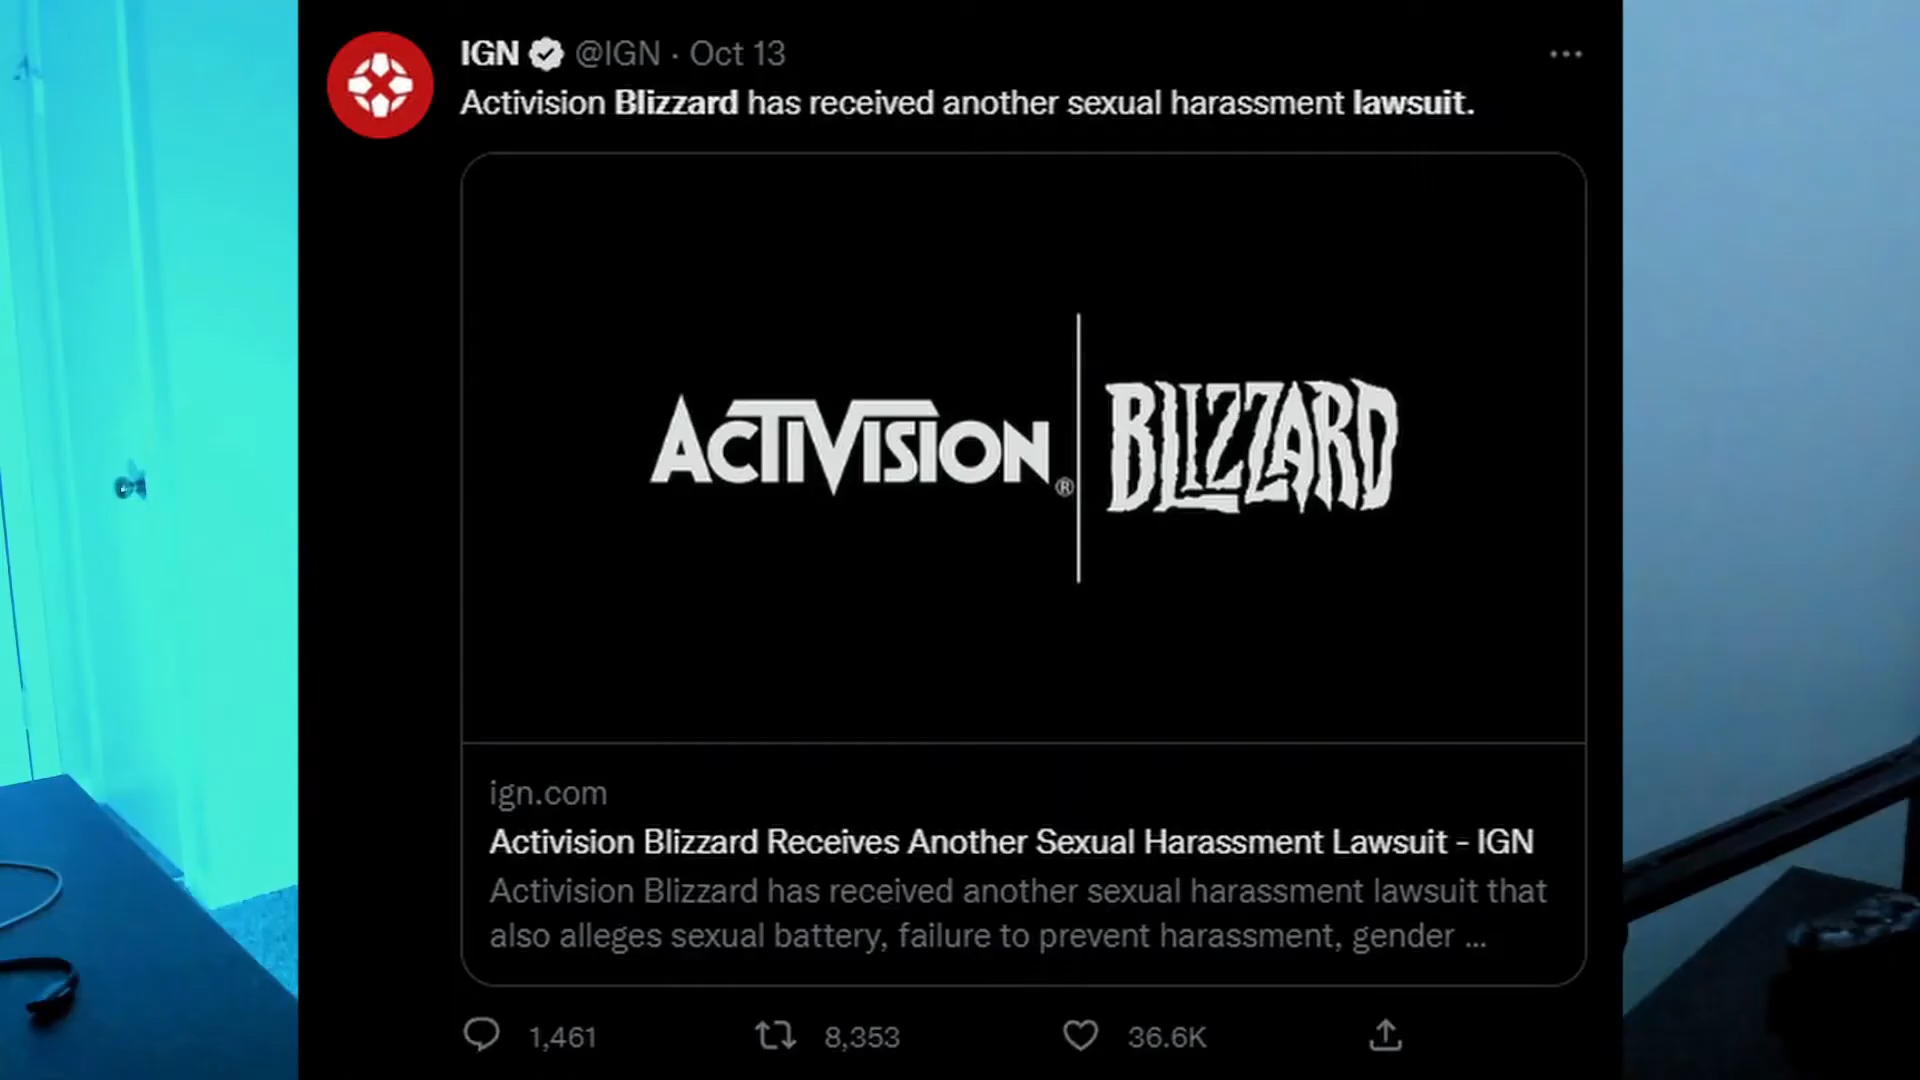 IGN @IGN · Oct 13
Activision Blizzard has received another sexual harassment lawsuit.
ACTIVISION® | BLIZZARD
ign.com
Activision Blizzard Receives Another Sexual Harassment Lawsuit - IGN
Activision Blizzard has received another sexual harassment lawsuit that
also alleges sexual battery, failure to prevent harassment, gender ...
1,461 8,353 36.6K